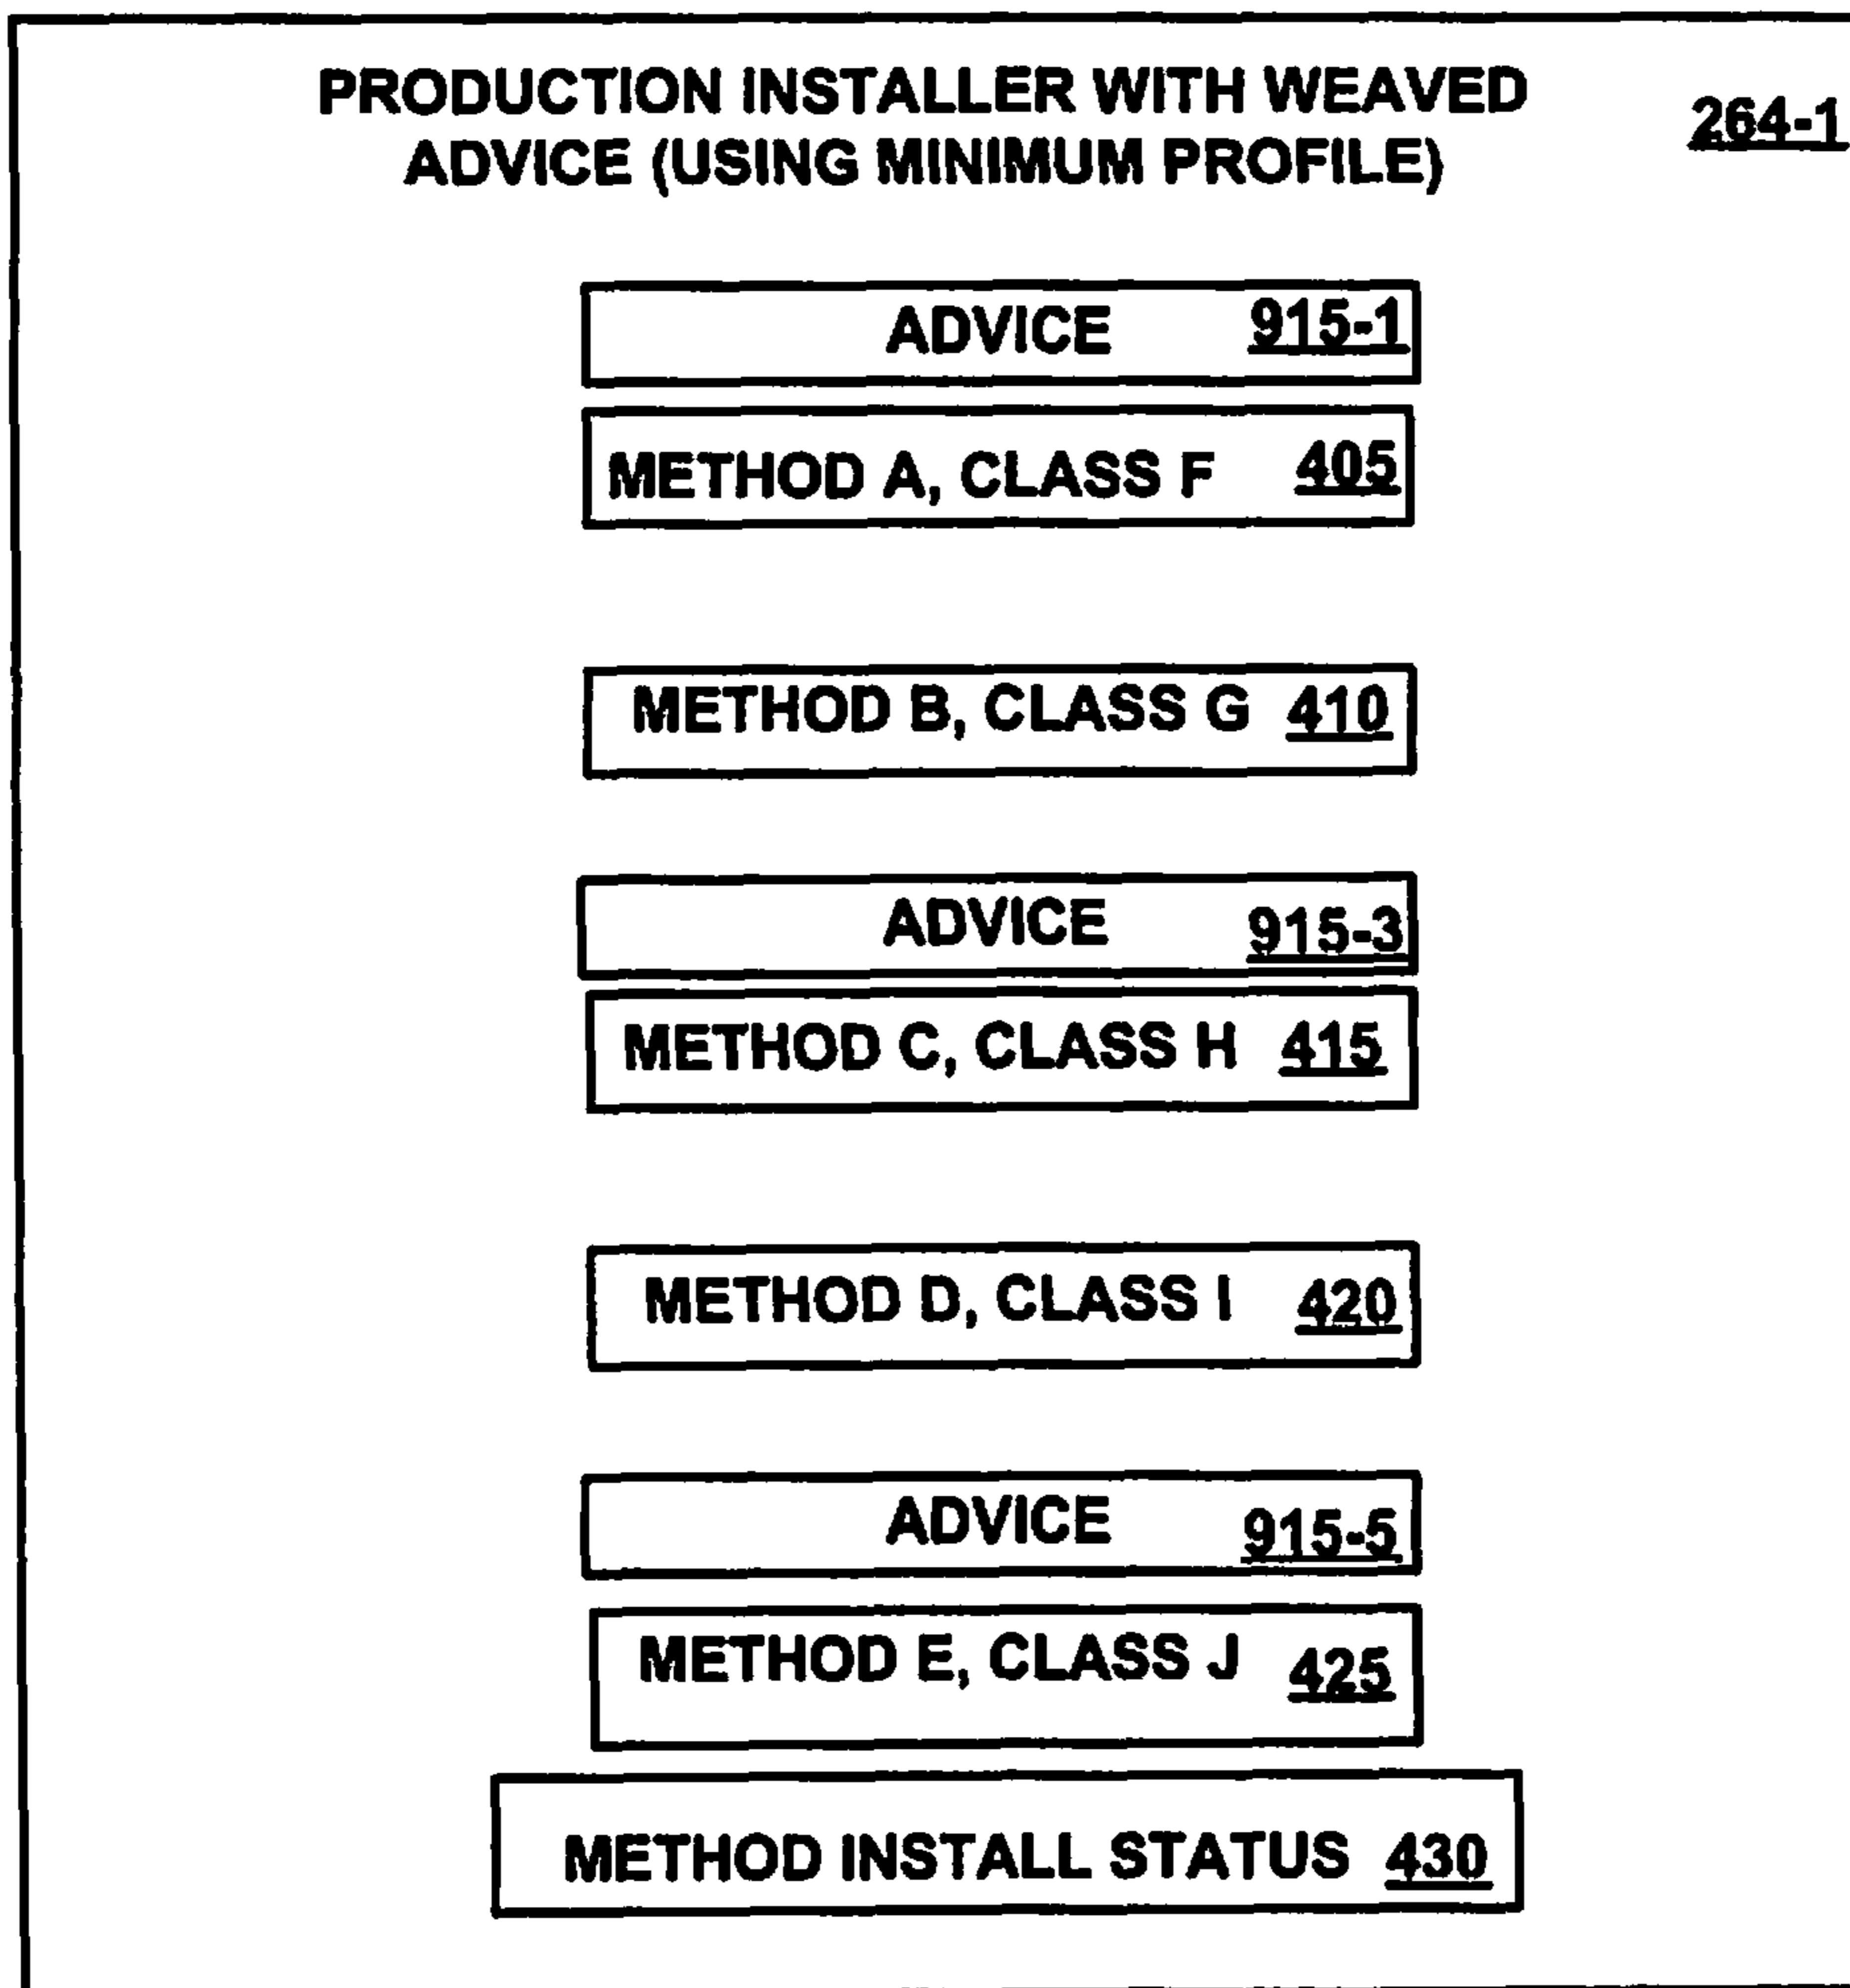 PRODUCTION INSTALLER WITH WEAVED
ADVICE (USING MINIMUM PROFILE)
264-1
ADVICE 915-1
METHOD A, CLASS F 405
METHOD B, CLASS G 410
ADVICE 915-3
METHOD C, CLASS H 415
METHOD D, CLASS I 420
ADVICE 915-5
METHOD E, CLASS J 425
METHOD INSTALL STATUS 430